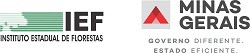 IEF
INSTITUTO ESTADUAL DE FLORESTAS
MINAS
GERAIS
GOVERNO DIFERENTE.
ESTADO EFICIENTE.